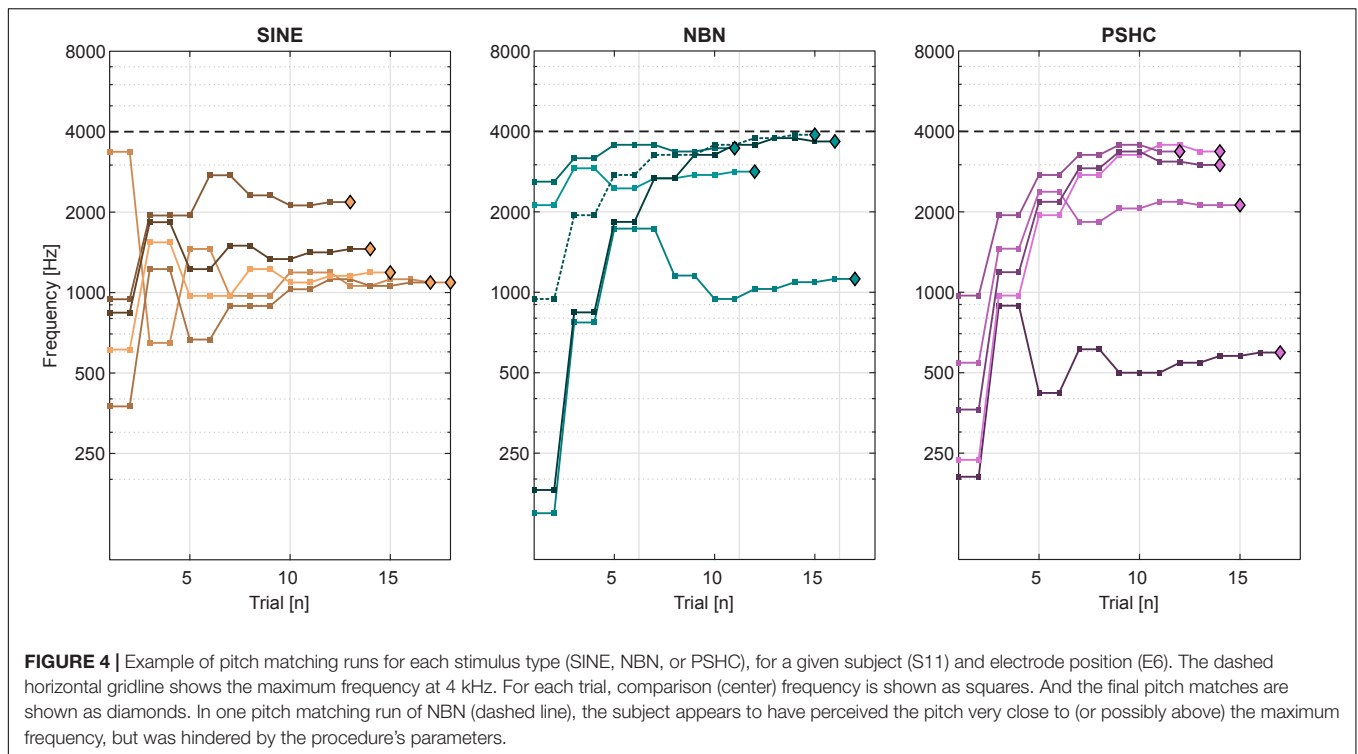 SINE
NBN
PSHC
8000
4000
2000
1000
500
250
Frequency [Hz]
5
10
15
Trial [n]
8000
4000
2000
1000
500
250
5
10
15
Trial [n]
8000
4000
2000
1000
500
250
5
10
15
Trial [n]
FIGURE 4 | Example of pitch matching runs for each stimulus type (SINE, NBN, or PSHC), for a given subject (S11) and electrode position (E6). The dashed
horizontal gridline shows the maximum frequency at 4 kHz. For each trial, comparison (center) frequency is shown as squares. And the final pitch matches are
shown as diamonds. In one pitch matching run of NBN (dashed line), the subject appears to have perceived the pitch very close to (or possibly above) the maximum
frequency, but was hindered by the procedure's parameters.